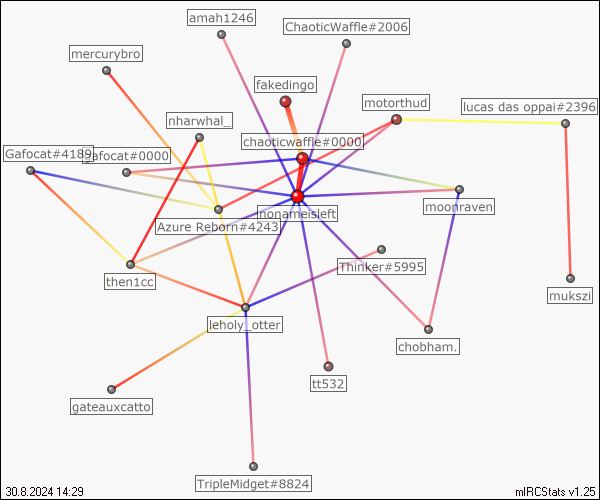 amah1246
ChaoticWaffle#2006
mercurybro
fakedingo
motorthud
lucas das oppai#2396
nharwhal_
chaoticwaffle#0000
Gafocat#4189
gafocat#0000
moonraven
nonameisleft
Azure Reborn#4243
Thinker#5995
then1cc
mukszi
leholy_otter
chobham.
tt532
gateauxcatto
TripleMidget#8824
30.8.2024 14:29
mIRCStats v1.25